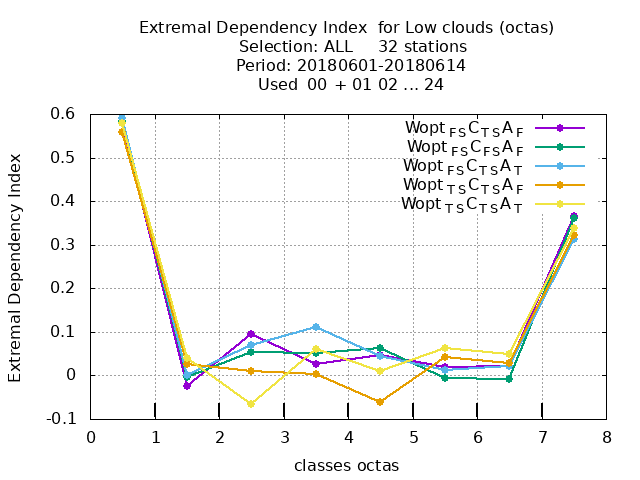 Extremal Dependency Index for Low clouds (octas)
Selection: ALL 32 stations
Period: 20180601-20180614
Used 00 + 01 02 ... 24
Wopt FS C TS A F
Wopt FS C FS A F
Wopt FS C TS A T
Wopt TS C TS A F
Wopt TS C TS A T
Extremal Dependency Index
0.6
0.5
0.4
0.3
0.2
0.1
0
-0.1
0 1 2 3 4 5 6 7 8
classes octas